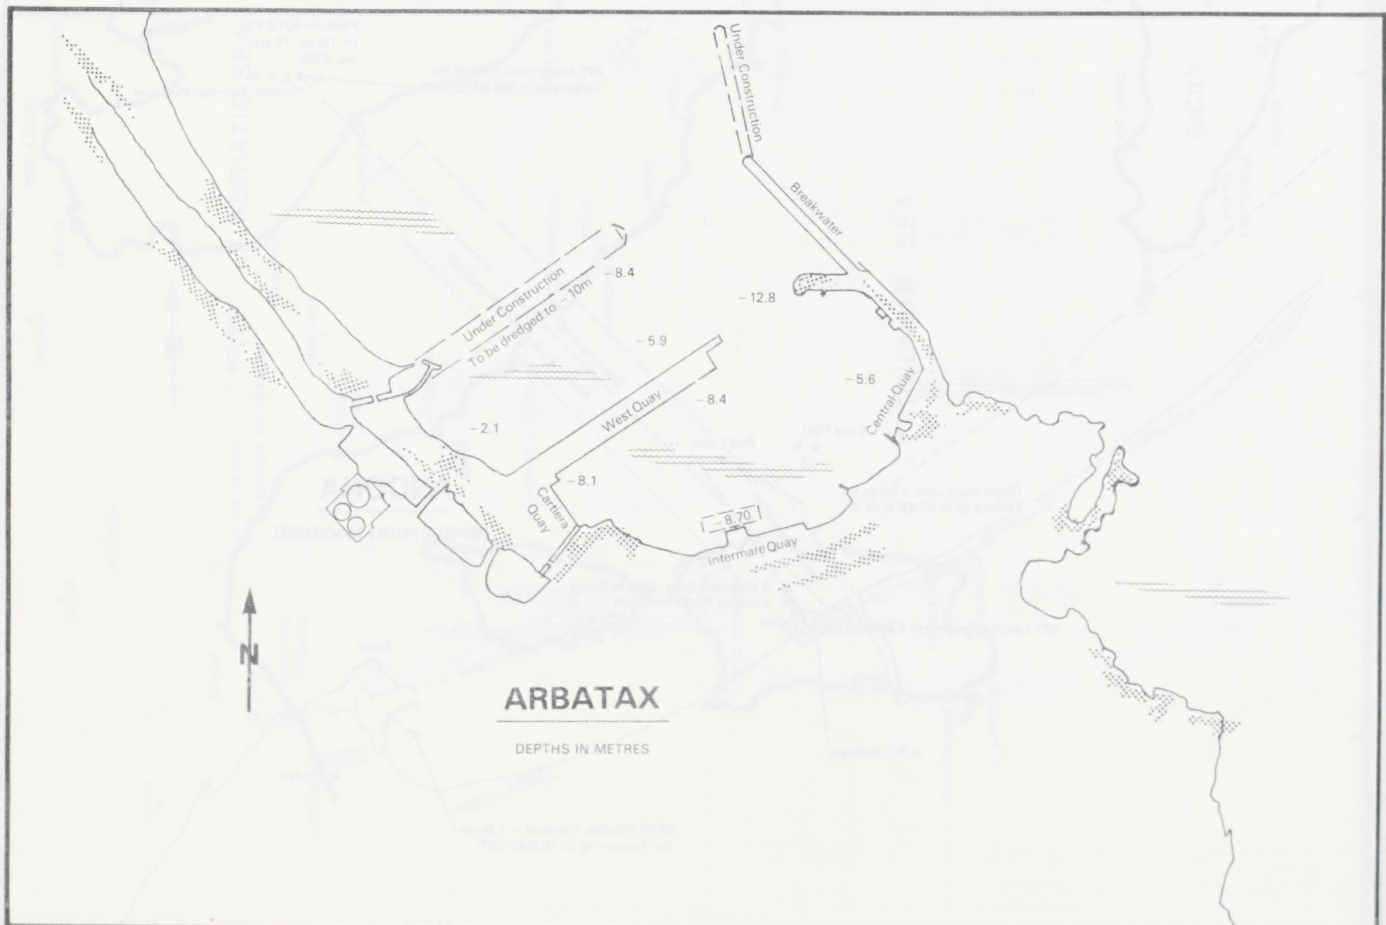 Under Construction
Breakwater
Under Construction
To be dredged to -10m
-8.4
-12.8
-5.9
-5.6
Central Quay
West Quay
-8.4
-2.1
-8.1
Cartiera
Quay
-8.70
Intermare Quay
N
ARBATAX
DEPTHS IN METRES